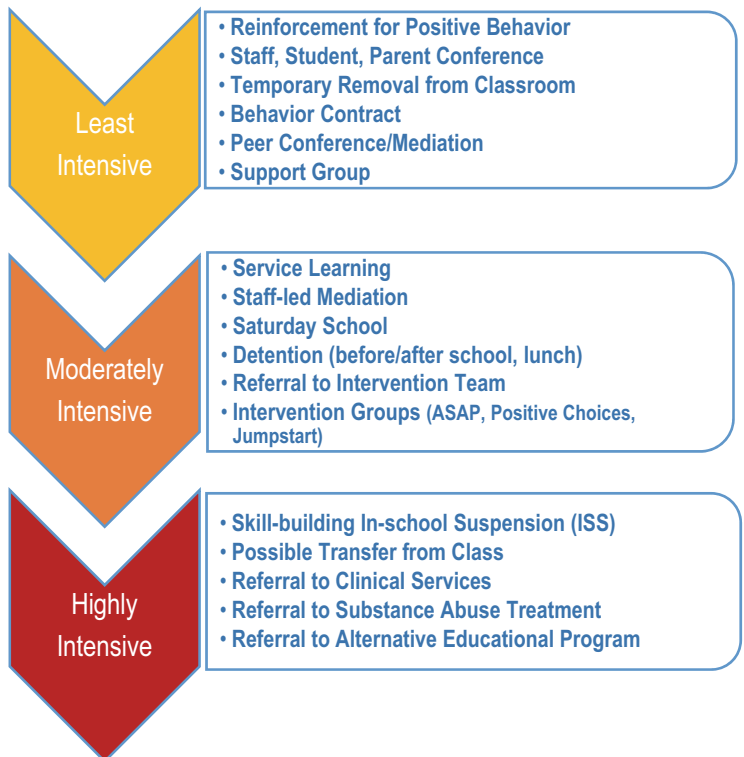 Least
Intensive
• Reinforcement for Positive Behavior
• Staff, Student, Parent Conference
• Temporary Removal from Classroom
• Behavior Contract
• Peer Conference/Mediation
• Support Group
Moderately
Intensive
• Service Learning
• Staff-led Mediation
• Saturday School
• Detention (before/after school, lunch)
• Referral to Intervention Team
• Intervention Groups (ASAP, Positive Choices,
Jumpstart)
Highly
Intensive
• Skill-building In-school Suspension (ISS)
• Possible Transfer from Class
• Referral to Clinical Services
• Referral to Substance Abuse Treatment
• Referral to Alternative Educational Program